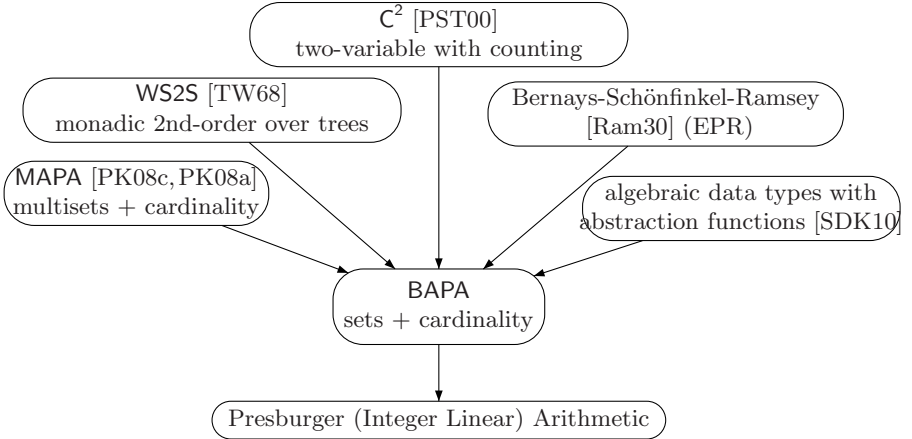 C² [PST00]
two-variable with counting
WS2S [TW68]
monadic 2nd-order over trees
Bernays-Schönfinkel-Ramsey
[Ram30] (EPR)
MAPA [PK08c, PK08a]
multisets + cardinality
algebraic data types with
abstraction functions [SDK10]
BAPA
sets + cardinality
Presburger (Integer Linear) Arithmetic